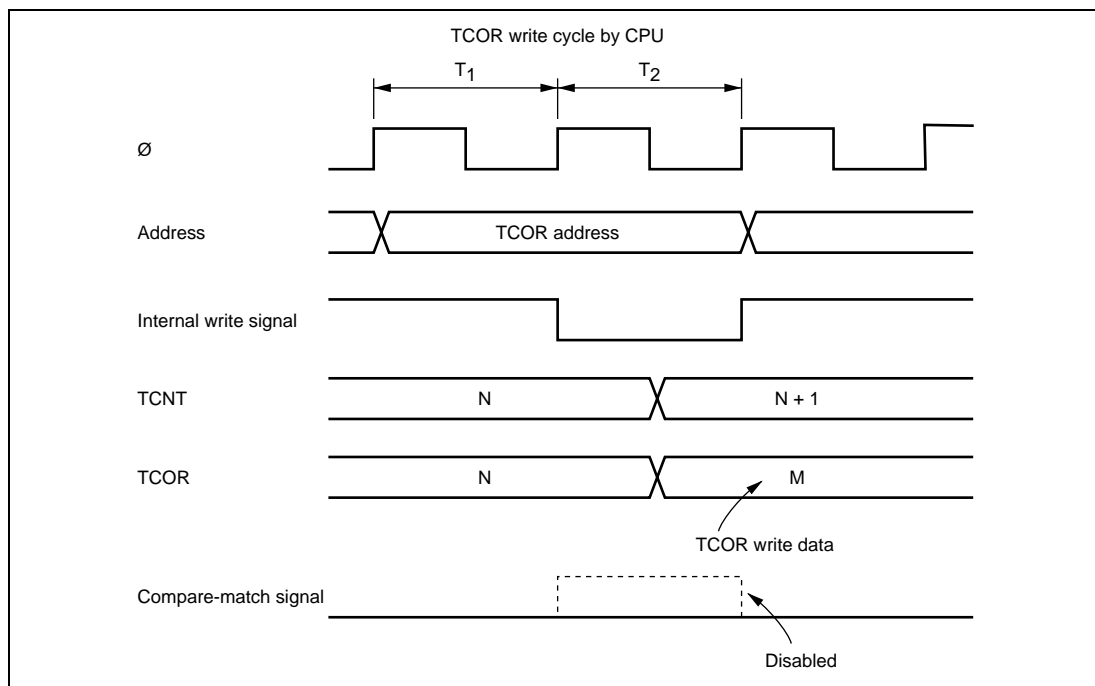 TCOR write cycle by CPU
T1 T2
Ø
Address TCOR address
Internal write signal
TCNT N N + 1
TCOR N M
TCOR write data
Compare-match signal
Disabled